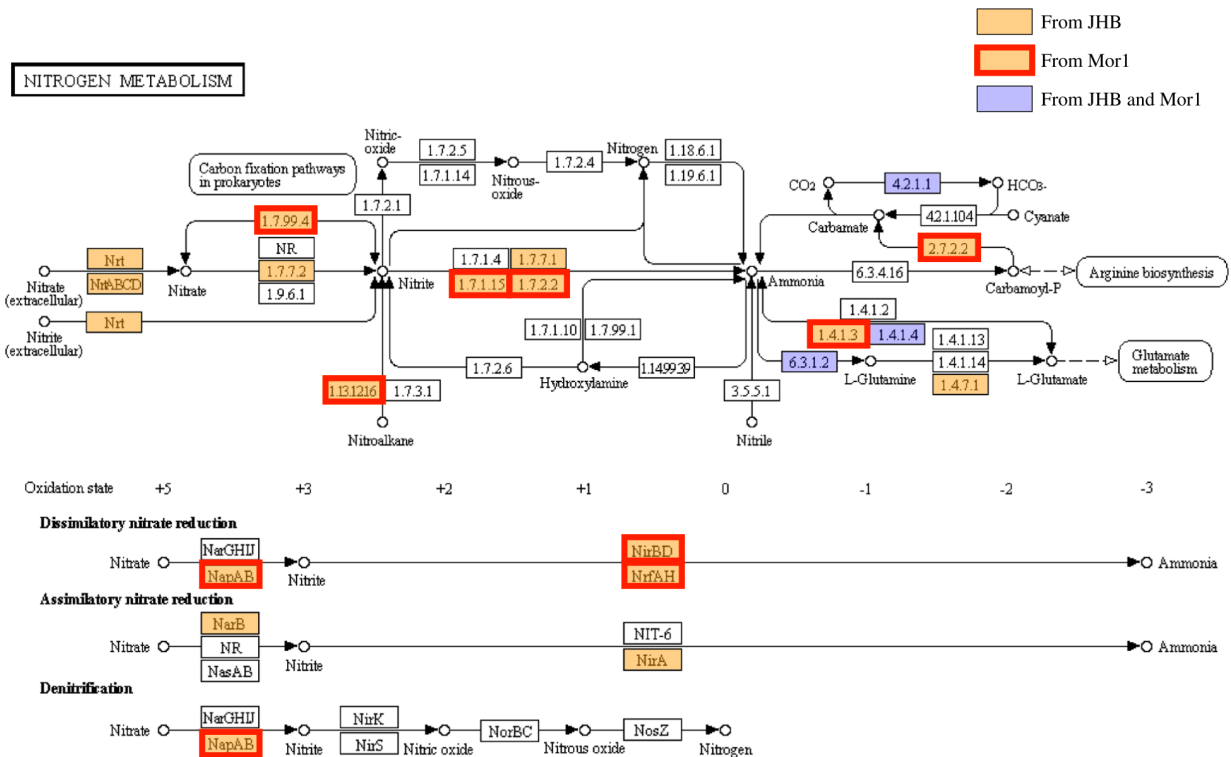 From JHB
From Mor1
From JHB and Mor1
NITROGEN METABOLISM
Nitric-
oxide
1.7.2.5
1.7.1.14
Nitrous-
oxide
1.7.2.4
Nitrogen
1.18.6.1
1.19.6.1
Carbon fixation pathways
in prokaryotes
1.7.2.1
CO2
4.2.1.1
HCO3-
4.2.1.104
Cyanate
Carbamate
1.7.99.4
2.7.2.2
Nrt
NrtABCD
Nitrate
(extracellular)
NR
1.7.7.2
1.9.6.1
Nitrate
Nitrite
1.7.1.4
1.7.7.1
1.7.1.15
1.7.2.2
Ammonia
6.3.4.16
Carbamoyl-P
Arginine biosynthesis
Nrt
Nitrite
(extracellular)
1.7.1.10
1.7.99.1
1.4.1.2
1.4.1.3
1.4.1.4
1.4.1.13
1.7.2.6
Hydroxylamine
1.14.99.39
6.3.1.2
L-Glutamine
1.4.1.14
1.4.7.1
L-Glutamate
Glutamate
metabolism
1.13.12.16
1.7.3.1
3.5.5.1
Nitroalkane
Nitrile
Oxidation state +5 +3 +2 +1 0 -1 -2 -3
Dissimilatory nitrate reduction
NarGHIJ
NirBD
Nitrate
Nitrite
Ammonia
NapAB
NrfAH
Assimilatory nitrate reduction
NarB
NIT-6
Nitrate
NR
Nitrite
Ammonia
NasAB
NirA
Denitrification
NarGHIJ
NirK
Nitrate
Nitrite
Nitric oxide
NorBC
Nitrous oxide
NosZ
Nitrogen
NapAB
NirS